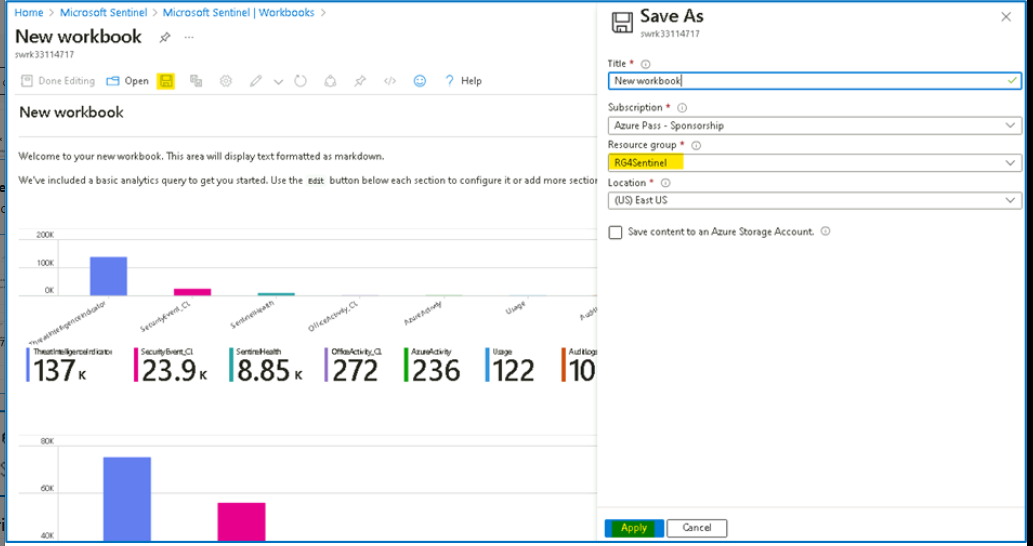 Home > Microsoft Sentinel > Microsoft Sentinel | Workbooks >
New workbook
swrk33114717
Done Editing Open </> ? Help
New workbook
Welcome to your new workbook. This area will display text formatted as markdown.
We've included a basic analytics query to get you started. Use the Edit button below each section to configure it or add more section
200K
100K
0K
ThreatIntelligenceIndicator
SecurityEvent_CL
SentinelHealth
OfficeActivity_CL
AzureActivity
Usage
Audit
ThreatIntelligenceIndicator SecurityEvent_CL SentinelHealth OfficeActivity_CL AzureActivity Usage AuditLogs
137 K 23.9 K 8.85 K 272 236 122 10
80K
60K
40K
Save As
swrk33114717
Title *
New workbook
Subscription *
Azure Pass - Sponsorship
Resource group *
RG4Sentinel
Location *
(US) East US
Save content to an Azure Storage Account.
Apply Cancel